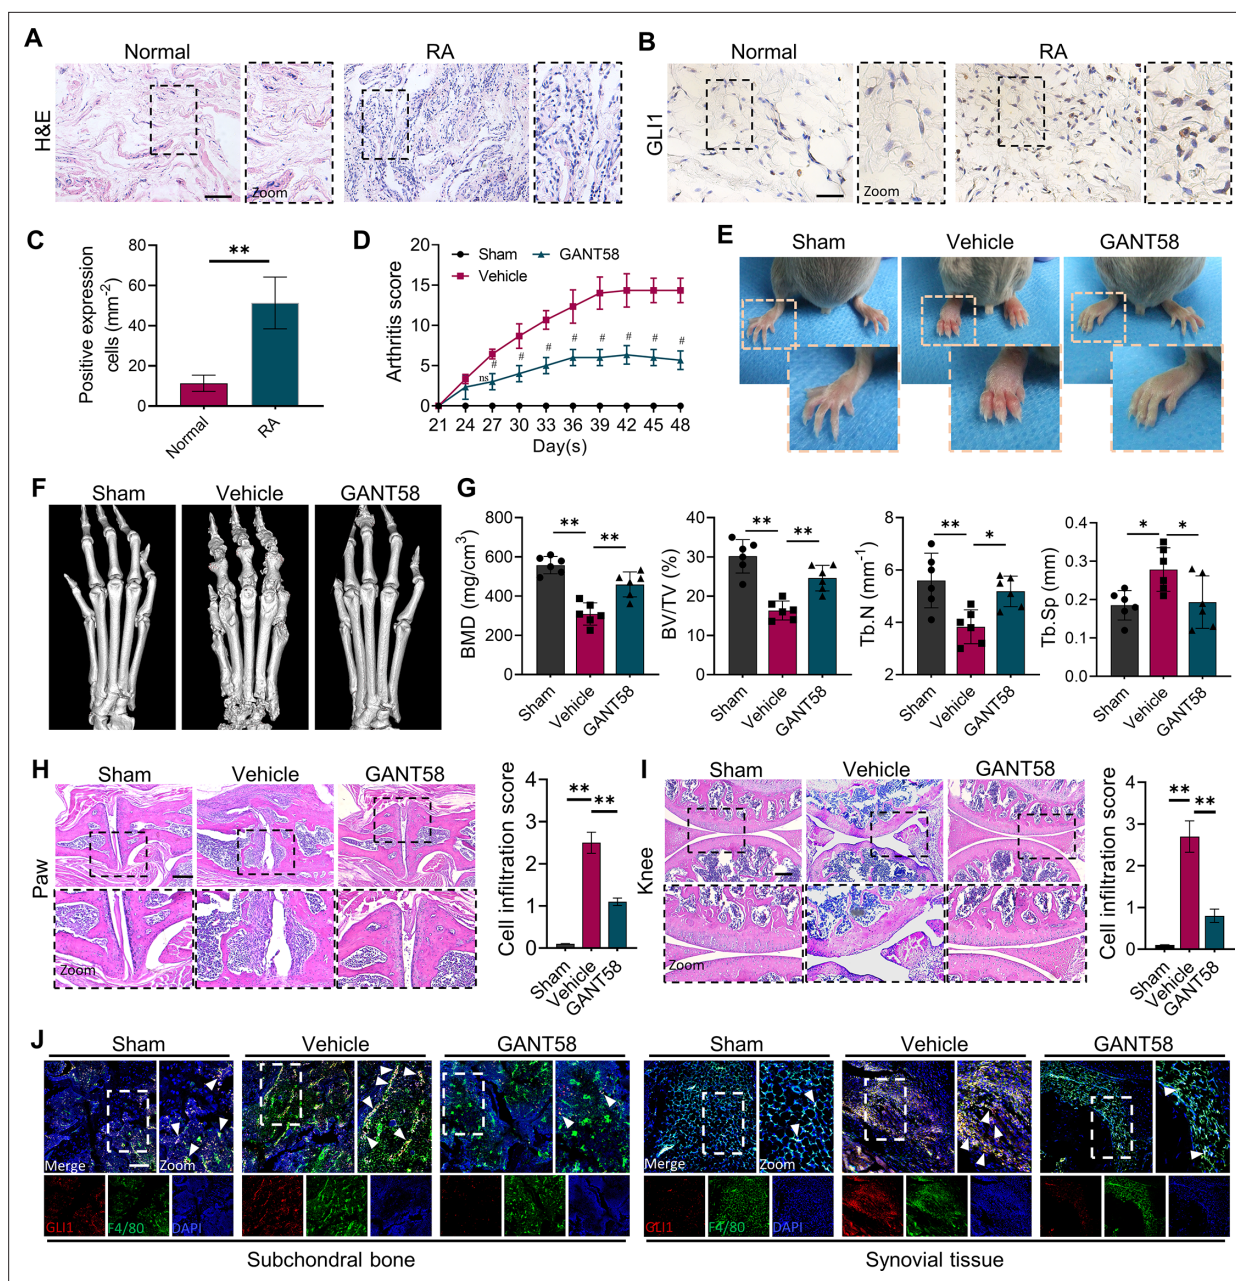 A
Normal
RA
H&E
Zoom
B
Normal
RA
GLI1
Zoom
C
Positive expression
cells (mm⁻²)
80
60
40
20
0
**
Normal
RA
D
Arthritis score
20
15
10
5
0
Sham
GANT58
Vehicle
ns
# # # # # # # #
21 24 27 30 33 36 39 42 45 48
Day(s)
E
Sham
Vehicle
GANT58
F
Sham
Vehicle
GANT58
G
BMD (mg/cm³)
800
600
400
200
0
** **
Sham
Vehicle
GANT58
BV/TV (%)
40
30
20
10
0
** **
Sham
Vehicle
GANT58
Tb.N (mm⁻¹)
8
6
4
2
** *
Sham
Vehicle
GANT58
Tb.Sp (mm)
0.4
0.3
0.2
0.1
0.0
* *
Sham
Vehicle
GANT58
H
Sham
Vehicle
GANT58
Paw
Zoom
Cell infiltration score
4
3
2
1
0
** **
Sham
Vehicle
GANT58
I
Sham
Vehicle
GANT58
Knee
Zoom
Cell infiltration score
4
3
2
1
0
** **
Sham
Vehicle
GANT58
J
Sham
Vehicle
GANT58
Sham
Vehicle
GANT58
Merge
Zoom
Merge
Zoom
GLI1
F4/80
DAPI
GLI1
F4/80
DAPI
Subchondral bone
Synovial tissue